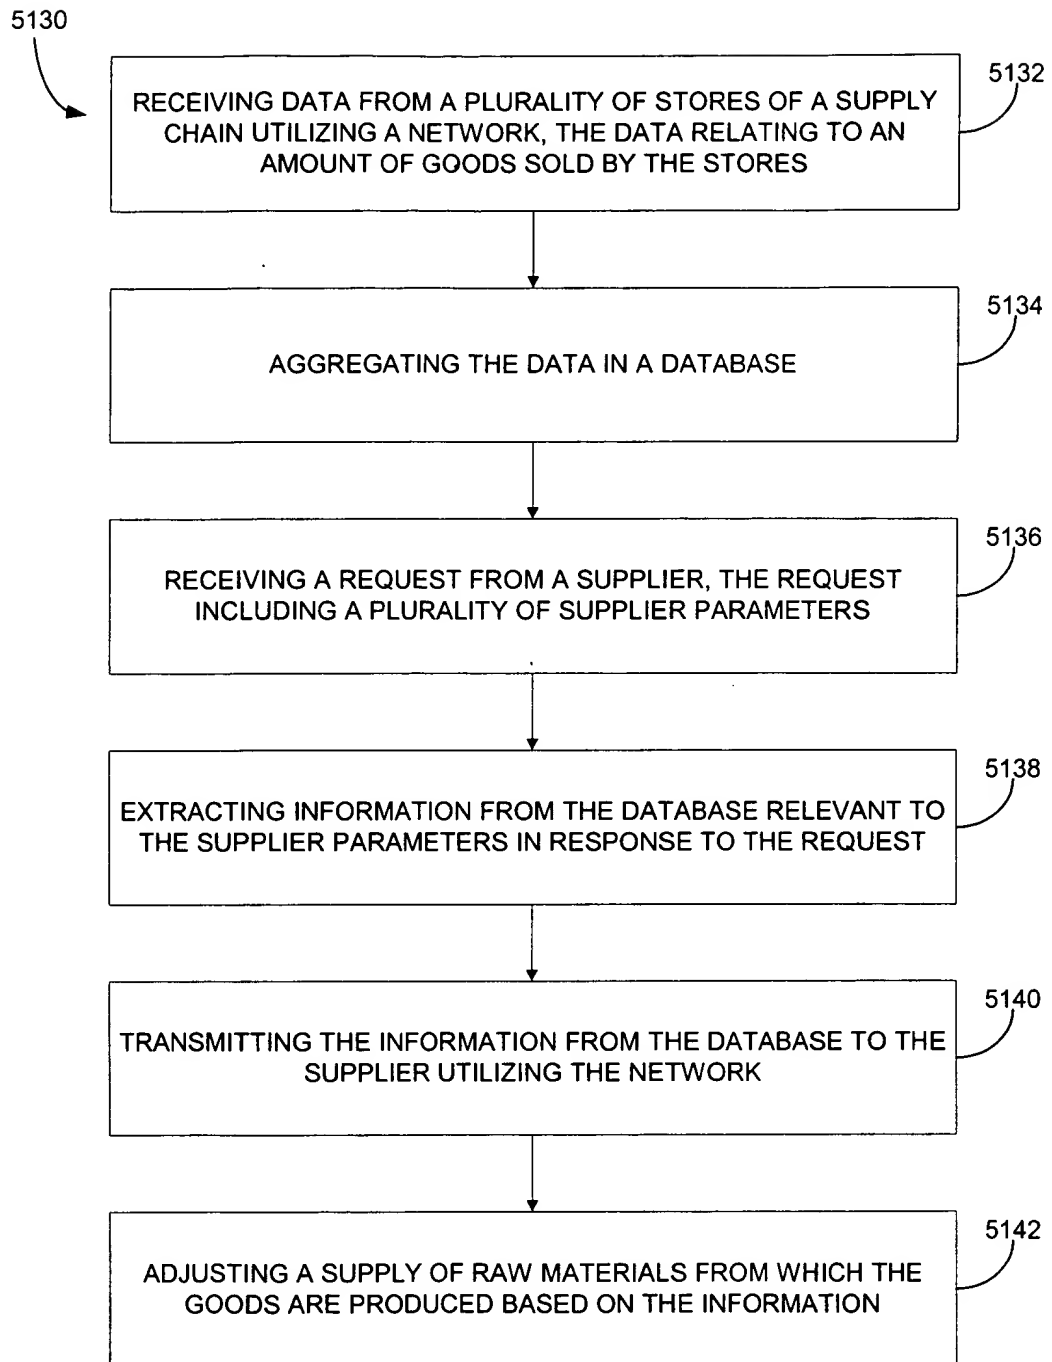 5130
5132
RECEIVING DATA FROM A PLURALITY OF STORES OF A SUPPLY
CHAIN UTILIZING A NETWORK, THE DATA RELATING TO AN
AMOUNT OF GOODS SOLD BY THE STORES
5134
AGGREGATING THE DATA IN A DATABASE
5136
RECEIVING A REQUEST FROM A SUPPLIER, THE REQUEST
INCLUDING A PLURALITY OF SUPPLIER PARAMETERS
5138
EXTRACTING INFORMATION FROM THE DATABASE RELEVANT TO
THE SUPPLIER PARAMETERS IN RESPONSE TO THE REQUEST
5140
TRANSMITTING THE INFORMATION FROM THE DATABASE TO THE
SUPPLIER UTILIZING THE NETWORK
5142
ADJUSTING A SUPPLY OF RAW MATERIALS FROM WHICH THE
GOODS ARE PRODUCED BASED ON THE INFORMATION